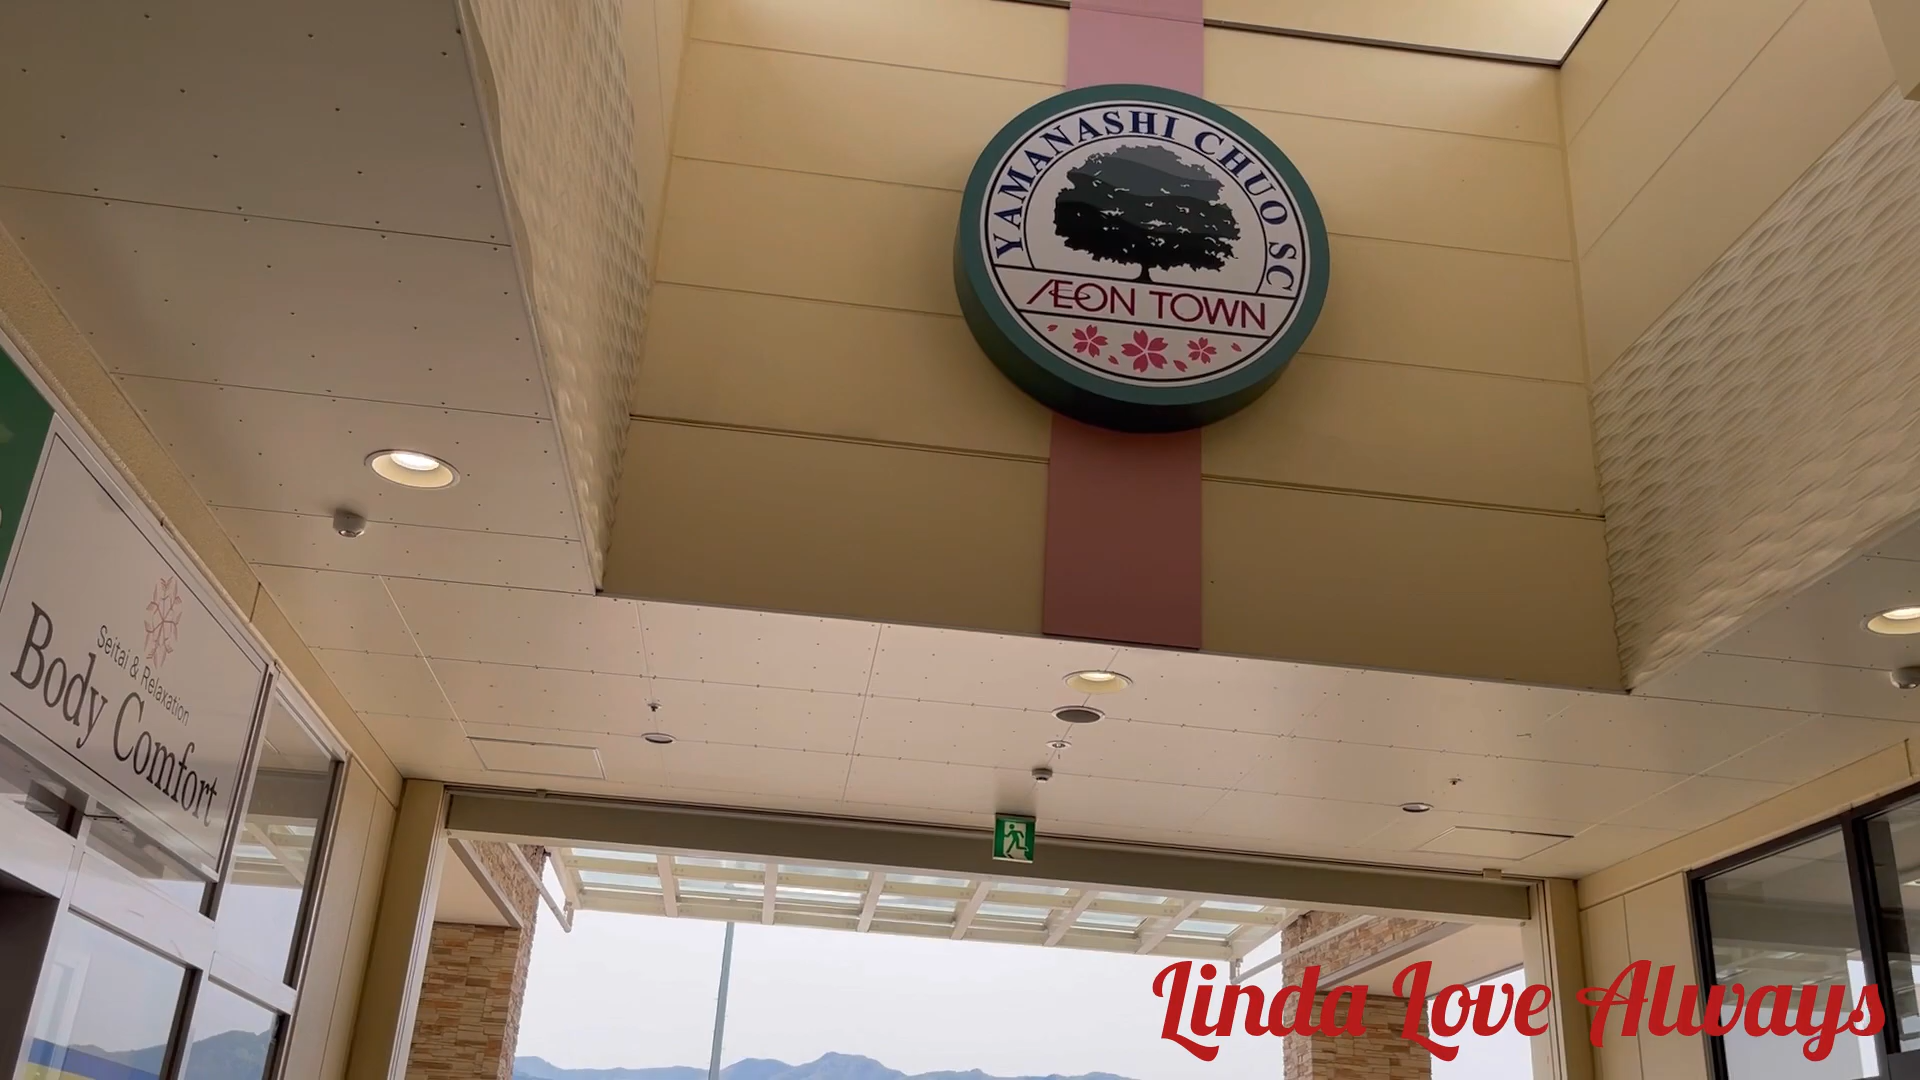 YAMANASHI CHUO SC
ÆON TOWN
Seitai & Relaxation
Body Comfort
Linda Love Always